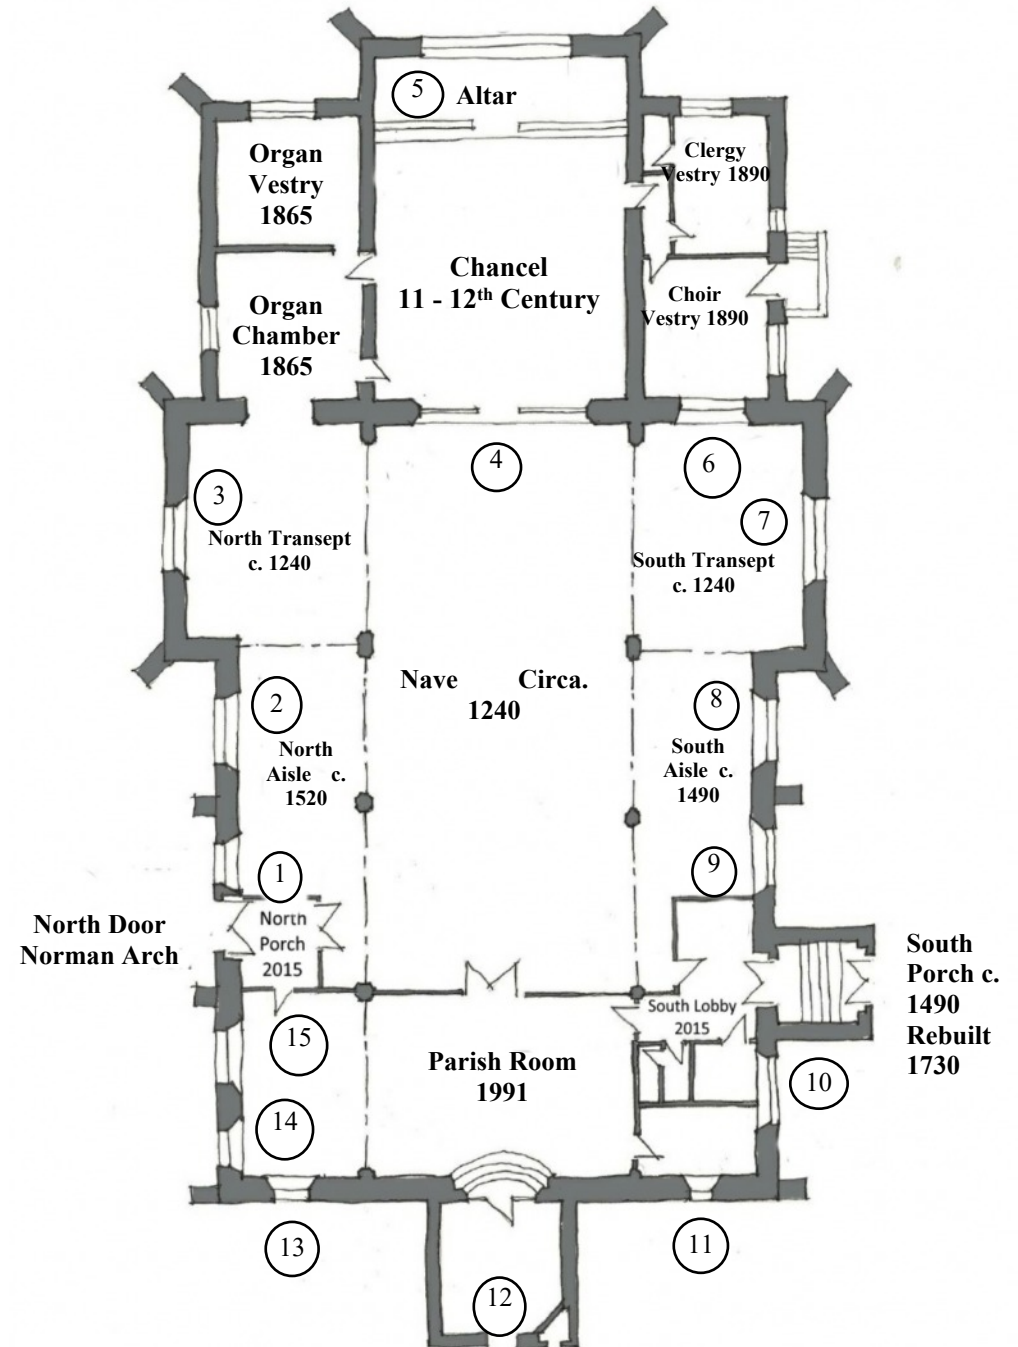 5
Altar
Organ
Vestry
1865
Clergy
Vestry 1890
Chancel
11 - 12th Century
Organ
Chamber
1865
Choir
Vestry 1890
4
6
3
7
North Transept
c. 1240
South Transept
c. 1240
Nave Circa.
1240
2
North
Aisle c.
1520
8
South
Aisle c.
1490
1
9
North Door
Norman Arch
North
Porch
2015
South
Porch c.
1490
Rebuilt
1730
South Lobby
2015
15
Parish Room
1991
10
14
13
11
12